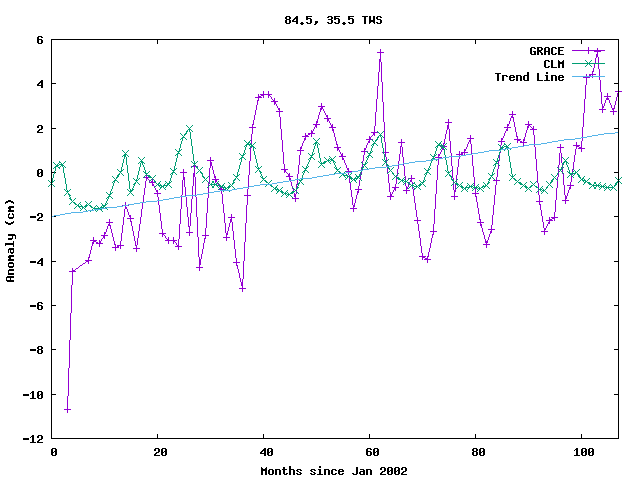 84.5, 35.5 TWS
GRACE
CLM
Trend Line
6
4
2
0
-2
-4
-6
-8
-10
-12
Anomaly (cm)
0 20 40 60 80 100
Months since Jan 2002